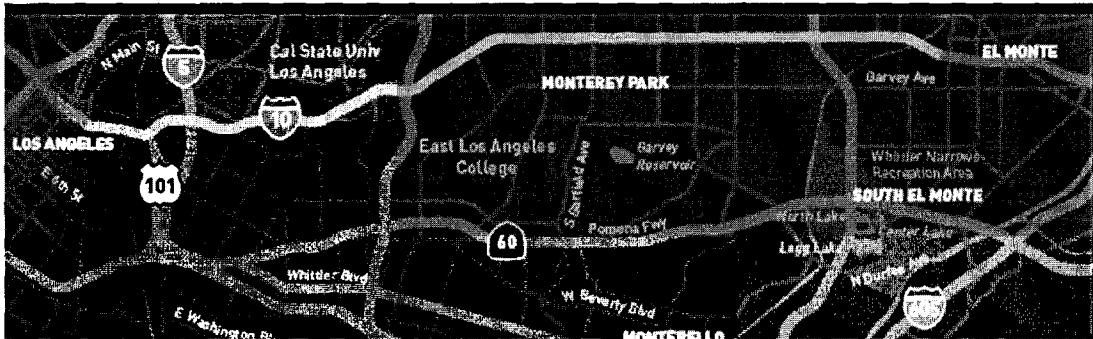 N Main St
5
Cal State Univ
Los Angeles
EL MONTE
MONTEREY PARK
Garvey Ave
10
LOS ANGELES
East Los Angeles
College
S Garfield Ave
Garvey
Reservoir
Whittier Narrows
Recreation Area
101
E 4th St
SOUTH EL MONTE
North Lake
Center Lake
Legg Lake
60
Pomona Fwy
N Durfee Ave
Whittier Blvd
W Beverly Blvd
605
E Washington Bl
MONTEBELLO